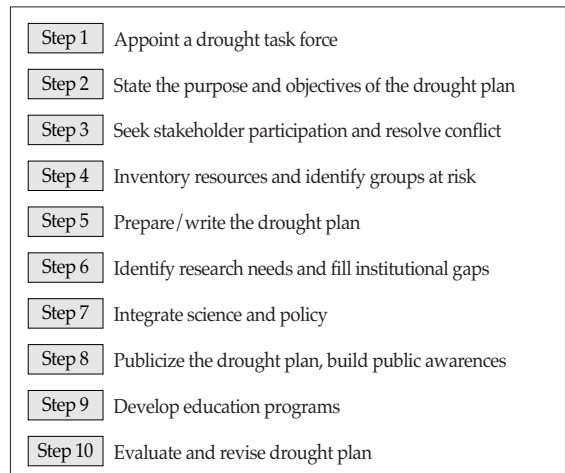 Step 1 Appoint a drought task force
Step 2 State the purpose and objectives of the drought plan
Step 3 Seek stakeholder participation and resolve conflict
Step 4 Inventory resources and identify groups at risk
Step 5 Prepare/write the drought plan
Step 6 Identify research needs and fill institutional gaps
Step 7 Integrate science and policy
Step 8 Publicize the drought plan, build public awarences
Step 9 Develop education programs
Step 10 Evaluate and revise drought plan